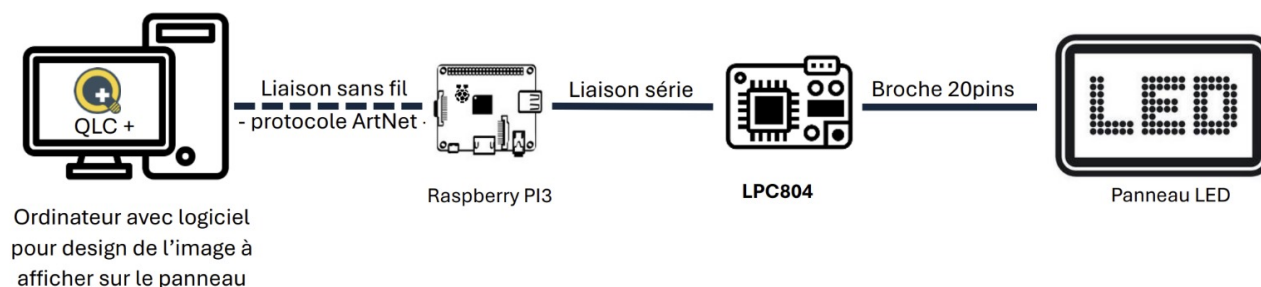 QLC +
Liaison sans fil
- protocole ArtNet -
Liaison série
Broche 20pins
LED
Raspberry PI3
LPC804
Panneau LED
Ordinateur avec logiciel
pour design de l'image à
afficher sur le panneau